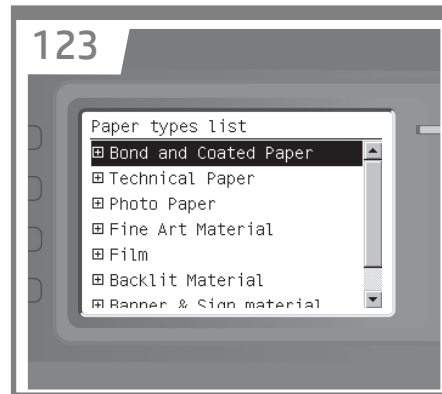 123
Paper types list
Bond and Coated Paper
Technical Paper
Photo Paper
Fine Art Material
Film
Backlit Material
Banner & Sign material